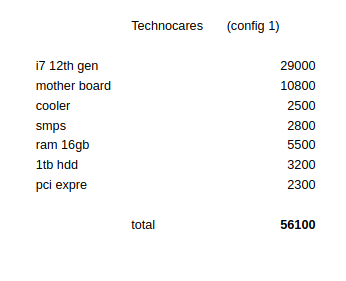 Technocares (config 1)
i7 12th gen 29000
mother board 10800
cooler 2500
smps 2800
ram 16gb 5500
1tb hdd 3200
pci expre 2300
total 56100